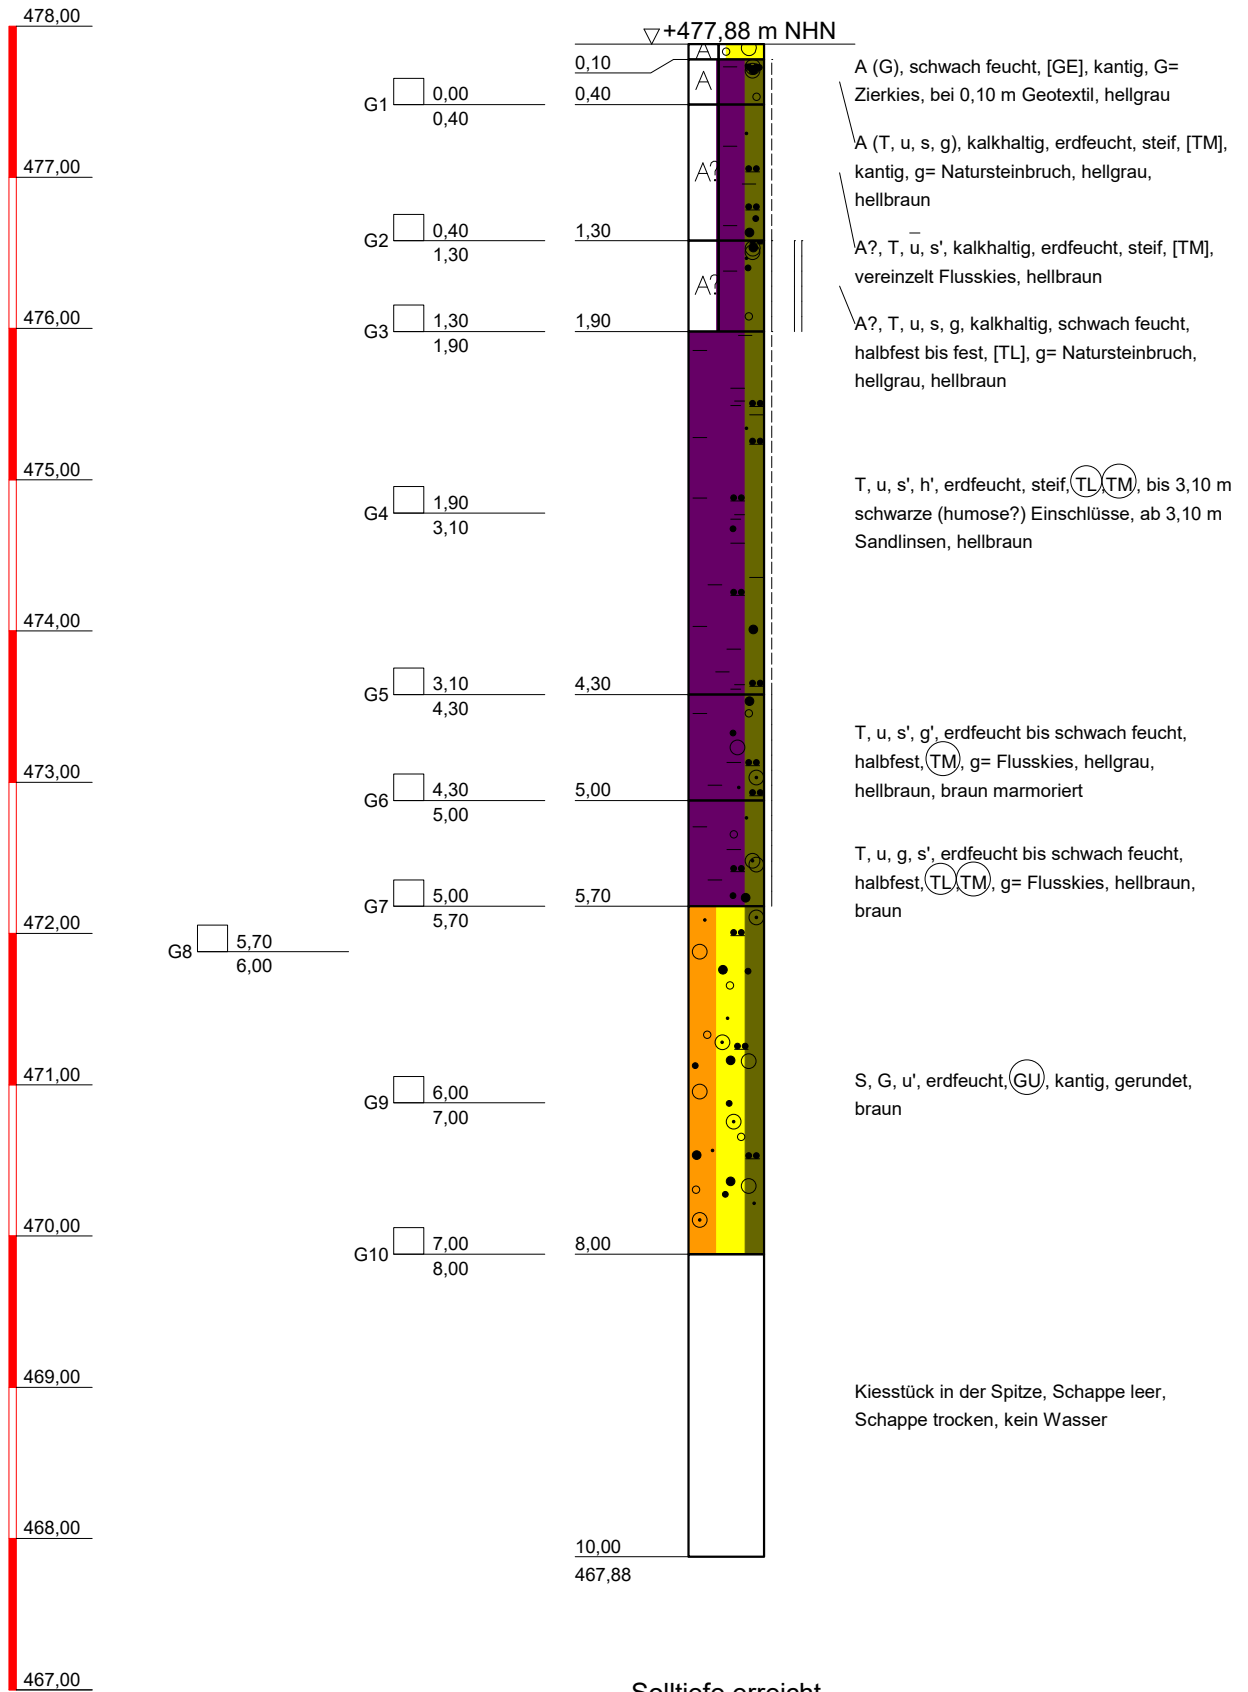 478,00
+477,88 m NHN
A
0,10
A (G), schwach feucht, [GE], kantig, G=
Zierkies, bei 0,10 m Geotextil, hellgrau
G1 0,00
0,40
0,40
A
A (T, u, s, g), kalkhaltig, erdfeucht, steif, [TM],
kantig, g= Natursteinbruch, hellgrau,
hellbraun
477,00
A?
G2 0,40
1,30
1,30
A?, T, u̅, s', kalkhaltig, erdfeucht, steif, [TM],
vereinzelt Flusskies, hellbraun
A?
476,00
G3 1,30
1,90
1,90
A?, T, u, s, g, kalkhaltig, schwach feucht,
halbfest bis fest, [TL], g= Natursteinbruch,
hellgrau, hellbraun
475,00
G4 1,90
3,10
T, u, s', h', erdfeucht, steif, TL, TM, bis 3,10 m
schwarze (humose?) Einschlüsse, ab 3,10 m
Sandlinsen, hellbraun
474,00
G5 3,10
4,30
4,30
T, u, s', g', erdfeucht bis schwach feucht,
halbfest, TM, g= Flusskies, hellgrau,
hellbraun, braun marmoriert
473,00
G6 4,30
5,00
5,00
T, u, g, s', erdfeucht bis schwach feucht,
halbfest, TL, TM, g= Flusskies, hellbraun,
braun
G7 5,00
5,70
5,70
472,00
G8 5,70
6,00
471,00
G9 6,00
7,00
S, G, u', erdfeucht, GU, kantig, gerundet,
braun
470,00
G10 7,00
8,00
8,00
469,00
Kiesstück in der Spitze, Schappe leer,
Schappe trocken, kein Wasser
468,00
10,00
467,88
467,00
Solltiefe erreicht